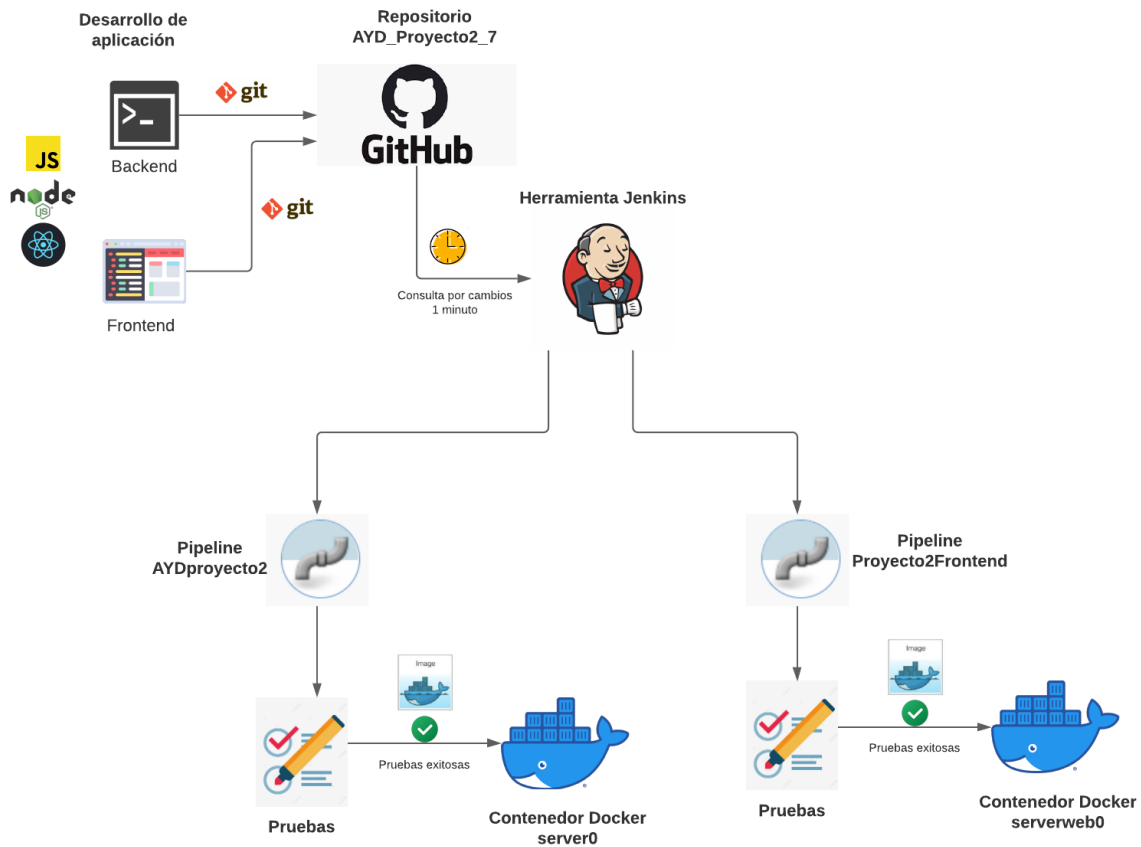 Desarrollo de
aplicación
Repositorio
AYD_Proyecto2_7
git
>_
Backend
GitHub
JS
node
JS
git
Herramienta Jenkins
Consulta por cambios
1 minuto
Frontend
Pipeline
AYDproyecto2
Pipeline
Proyecto2Frontend
Image
Image
Pruebas exitosas
Pruebas exitosas
Pruebas
Contenedor Docker
server0
Pruebas
Contenedor Docker
serverweb0